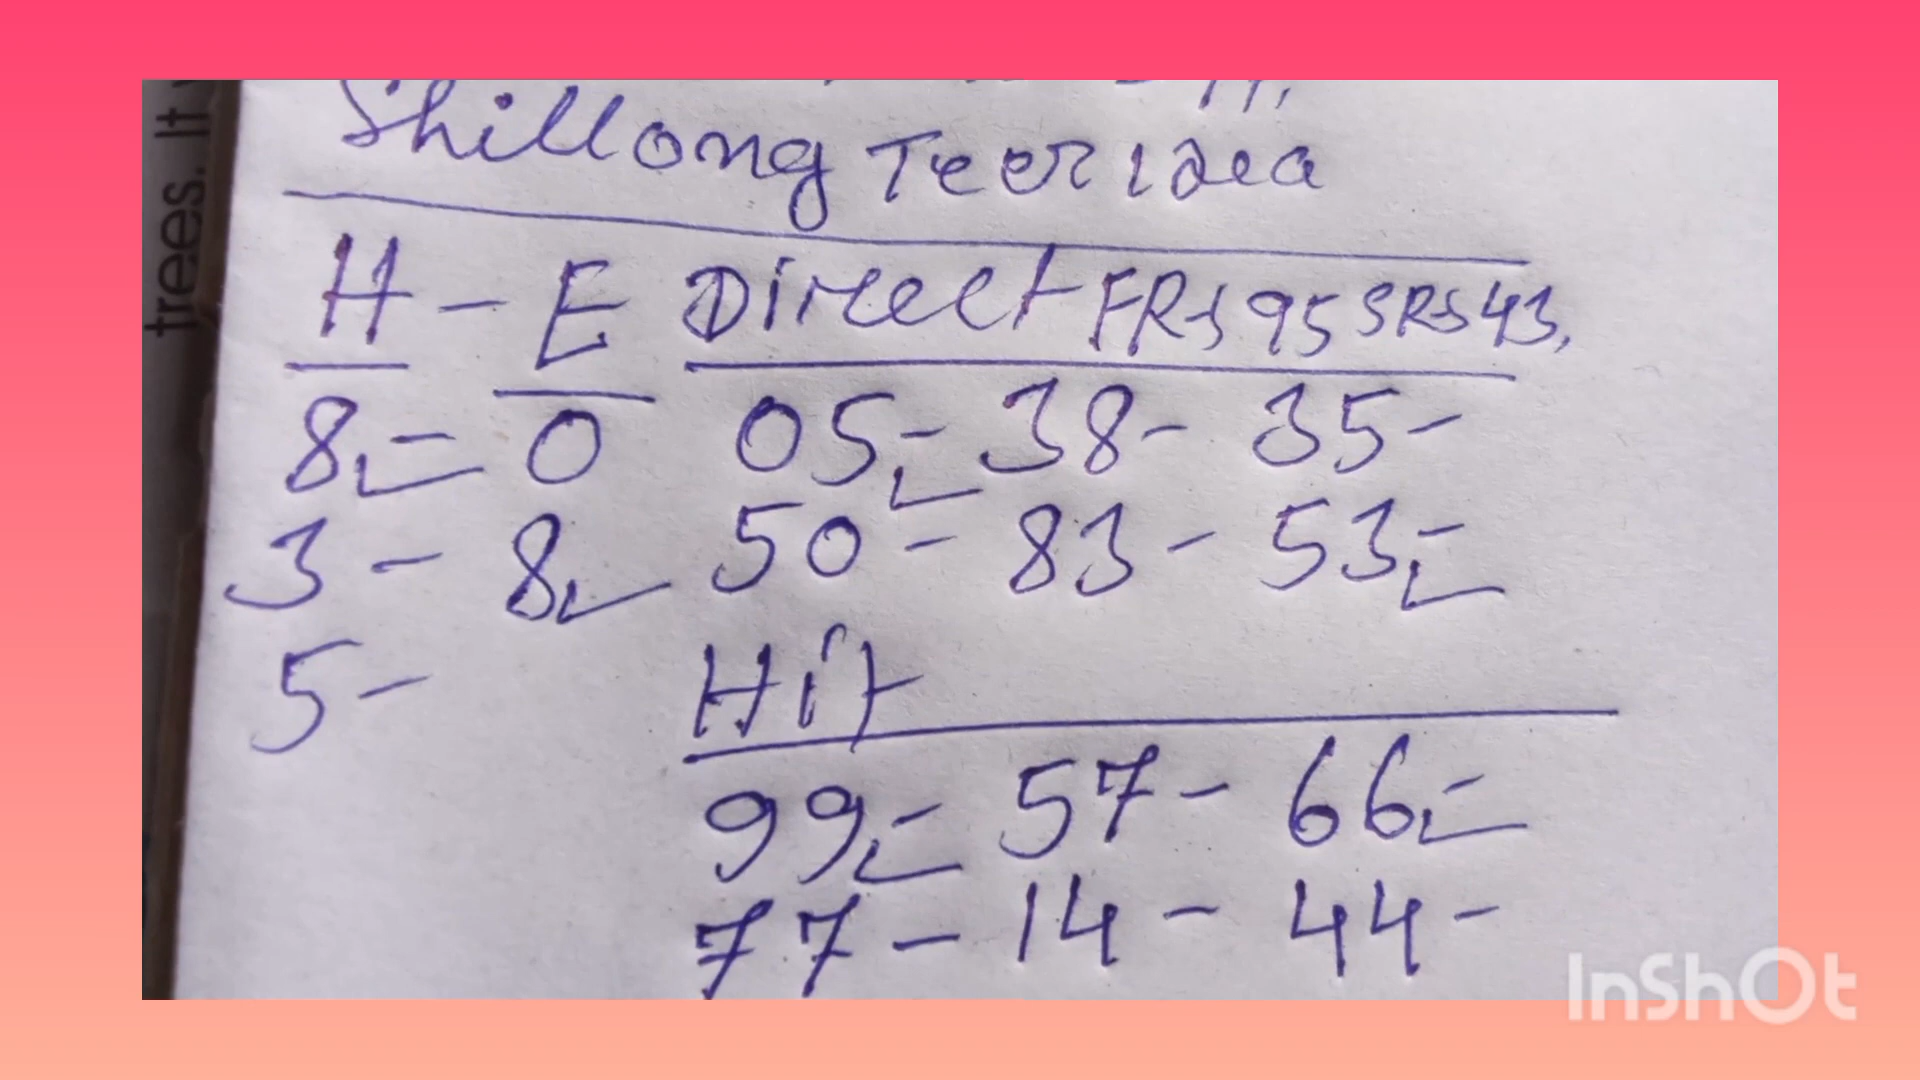 trees. It
Shillong Teer idea
H - E Direct FR→95 SR→43,
8 - 0 05 - 38 - 35 -
3 - 8 50 - 83 - 53 -
5 -
Hit
99 - 57 - 66 -
77 - 14 - 44 -
InShOt